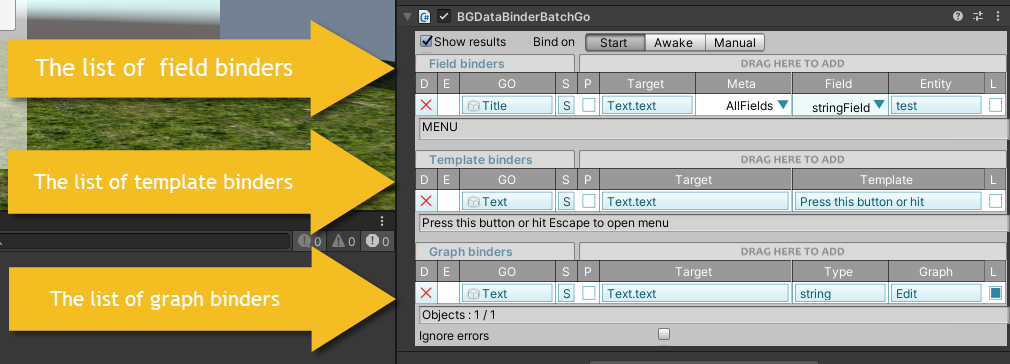 BGDataBinderBatchGo
Show results Bind on Start Awake Manual
The list of field binders
Field binders DRAG HERE TO ADD
D E GO S P Target Meta Field Entity L
Title S Text.text AllFields stringField test
MENU
The list of template binders
Template binders DRAG HERE TO ADD
D E GO S P Target Template L
Text S Text.text Press this button or hit
Press this button or hit Escape to open menu
0 0 0
Graph binders DRAG HERE TO ADD
D E GO S P Target Type Graph L
The list of graph binders
Text S Text.text string Edit
Objects : 1 / 1
Ignore errors